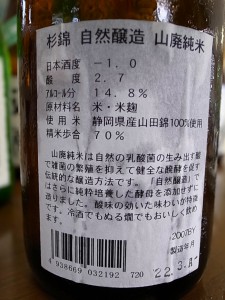 杉錦 自然醸造 山廃純米
日本酒度 －1.0
酸度 2.7
アルコール分 14.8%
原材料名 米・米麹
使用米 静岡県産山田錦100%使用
精米歩合 70%
山廃純米は自然の乳酸菌の生み出す酸
で雑菌の繁殖を抑えて健全な醗酵を促す
伝統的な醸造方法です。「自然醸造」で
はさらに純粋培養した酵母を添加せずに
造りました。酸味の効いた味わいが特徴
です。冷酒でもぬる燗でもおいしく飲め
ます。
2007BY
製造年月
22.3.
4 938069 032192 720